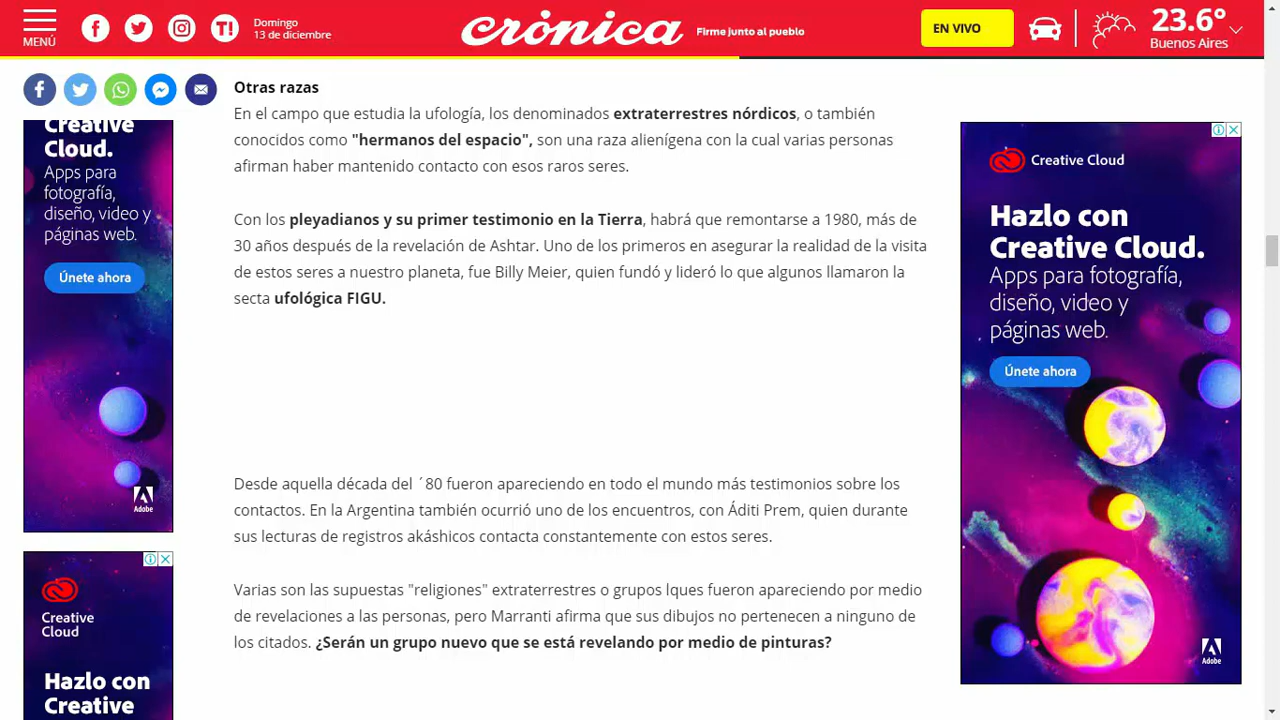 MENÚ
Domingo
13 de diciembre
crònica
Firme junto al pueblo
EN VIVO
23.6°
Buenos Aires
Creative
Cloud.
Apps para
fotografía,
diseño, video y
páginas web.
Únete ahora
Adobe
Creative
Cloud
Hazlo con
Creative
Otras razas
En el campo que estudia la ufología, los denominados extraterrestres nórdicos, o también
conocidos como "hermanos del espacio", son una raza alienígena con la cual varias personas
afirman haber mantenido contacto con esos raros seres.
Con los pleyadianos y su primer testimonio en la Tierra, habrá que remontarse a 1980, más de
30 años después de la revelación de Ashtar. Uno de los primeros en asegurar la realidad de la visita
de estos seres a nuestro planeta, fue Billy Meier, quien fundó y lideró lo que algunos llamaron la
secta ufológica FIGU.
Desde aquella década del ´80 fueron apareciendo en todo el mundo más testimonios sobre los
contactos. En la Argentina también ocurrió uno de los encuentros, con Áditi Prem, quien durante
sus lecturas de registros akáshicos contacta constantemente con estos seres.
Varias son las supuestas "religiones" extraterrestres o grupos lques fueron apareciendo por medio
de revelaciones a las personas, pero Marranti afirma que sus dibujos no pertenecen a ninguno de
los citados. ¿Serán un grupo nuevo que se está revelando por medio de pinturas?
Creative Cloud
Hazlo con
Creative Cloud.
Apps para fotografía,
diseño, video y
páginas web.
Únete ahora
Adobe